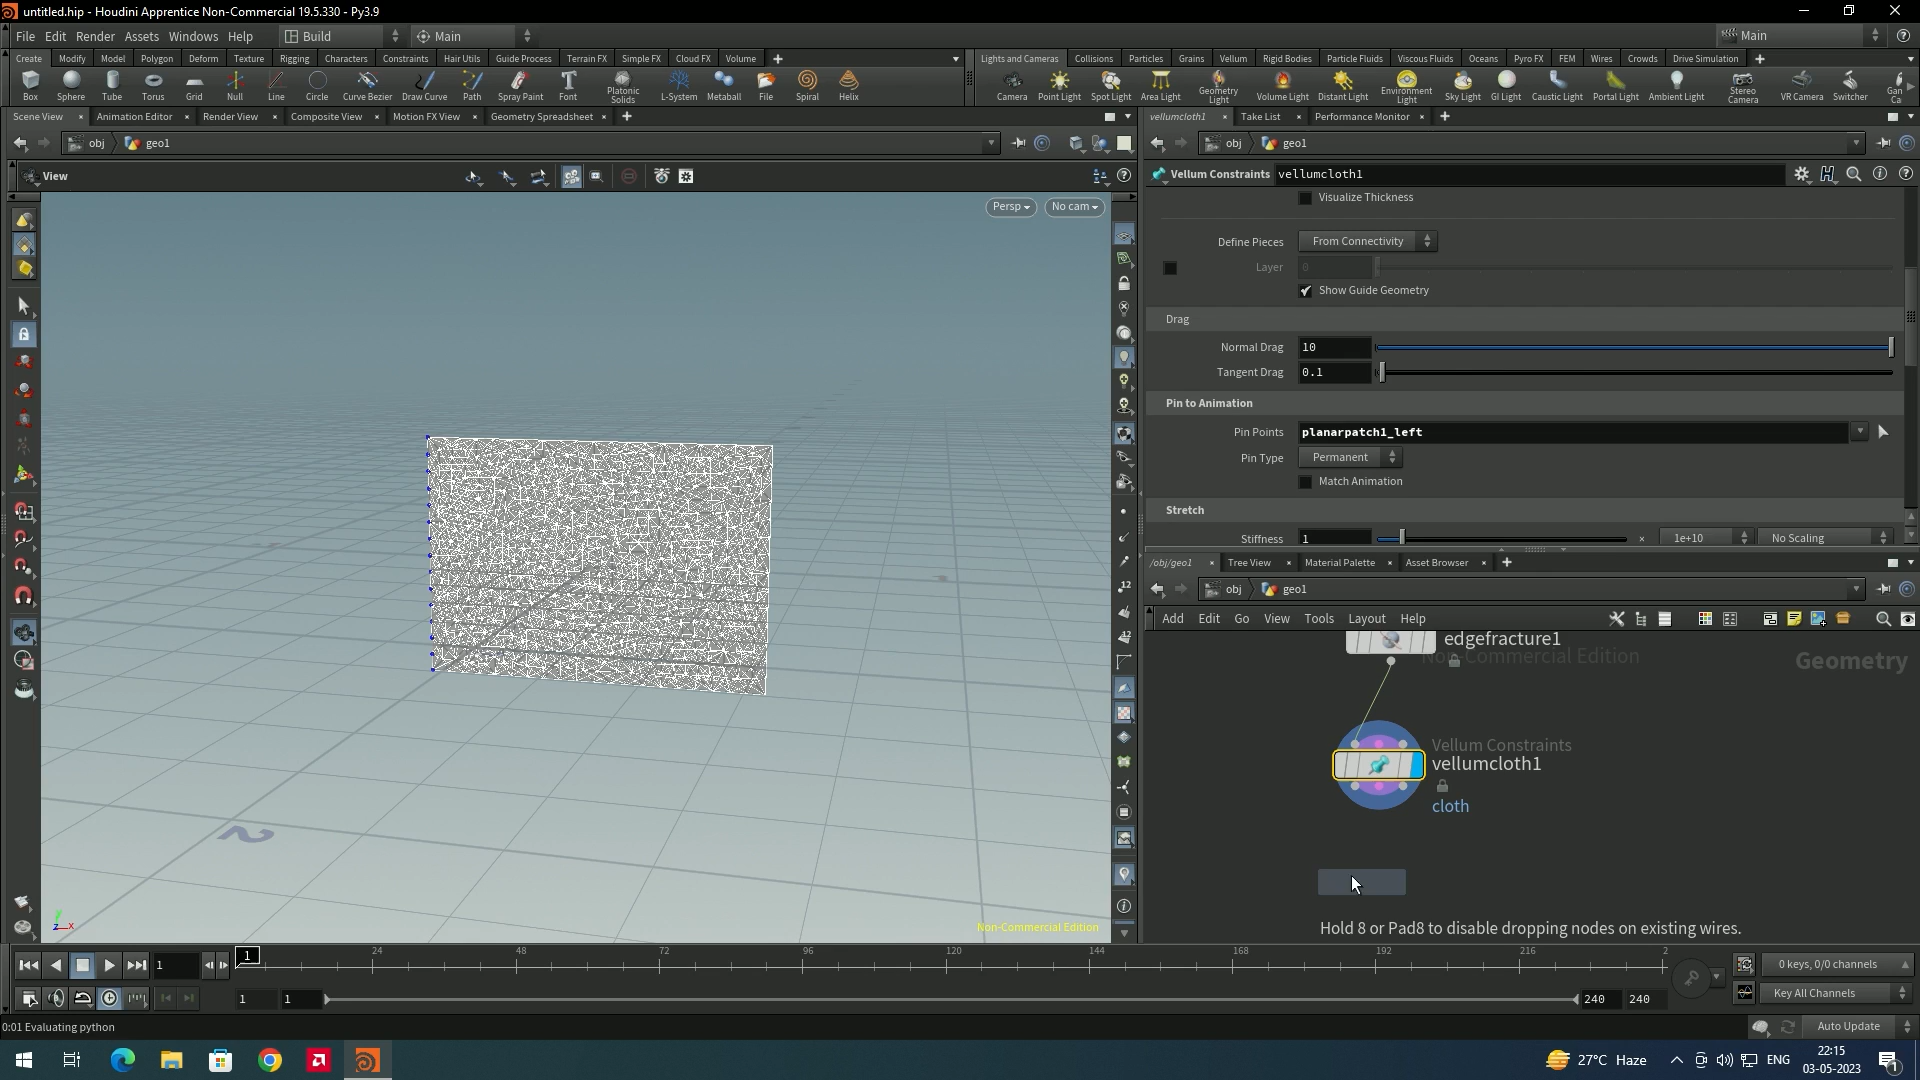 untitled.hip - Houdini Apprentice Non-Commercial 19.5.330 - Py3.9
File Edit Render Assets Windows Help Build Main Main
Create Modify Model Polygon Deform Texture Rigging Characters Constraints Hair Utils Guide Process Terrain FX Simple FX Cloud FX Volume
Lights and Cameras Collisions Particles Grains Vellum Rigid Bodies Particle Fluids Viscous Fluids Oceans Pyro FX FEM Wires Crowds Drive Simulation
Box Sphere Tube Torus Grid Null Line Circle Curve Bezier Draw Curve Path Spray Paint Font Platonic Solids L-System Metaball File Spiral Helix
Camera Point Light Spot Light Area Light Geometry Light Volume Light Distant Light Environment Light Sky Light GI Light Caustic Light Portal Light Ambient Light Stereo Camera VR Camera Switcher Gan Ca
Scene View Animation Editor Render View Composite View Motion FX View Geometry Spreadsheet
vellumcloth1 Take List Performance Monitor
obj geo1
obj geo1
View
Vellum Constraints vellumcloth1
Persp No cam
Visualize Thickness
Define Pieces From Connectivity
Layer 0
Show Guide Geometry
Drag
Normal Drag 10
Tangent Drag 0.1
Pin to Animation
Pin Points planarpatch1_left
Pin Type Permanent
Match Animation
Stretch
Stiffness 1 1e+10 No Scaling
/obj/geo1 Tree View Material Palette Asset Browser
obj geo1
Add Edit Go View Tools Layout Help
edgefracture1
Non-Commercial Edition
Geometry
Vellum Constraints
vellumcloth1
cloth
Hold 8 or Pad8 to disable dropping nodes on existing wires.
2
12
12
y
z x
Non-Commercial Edition
1 1 24 48 72 96 120 144 168 192 216 2
0 keys, 0/0 channels
1 1 240 240
Key All Channels
0:01 Evaluating python
Auto Update
27°C Haze
ENG
22:15
03-05-2023
1